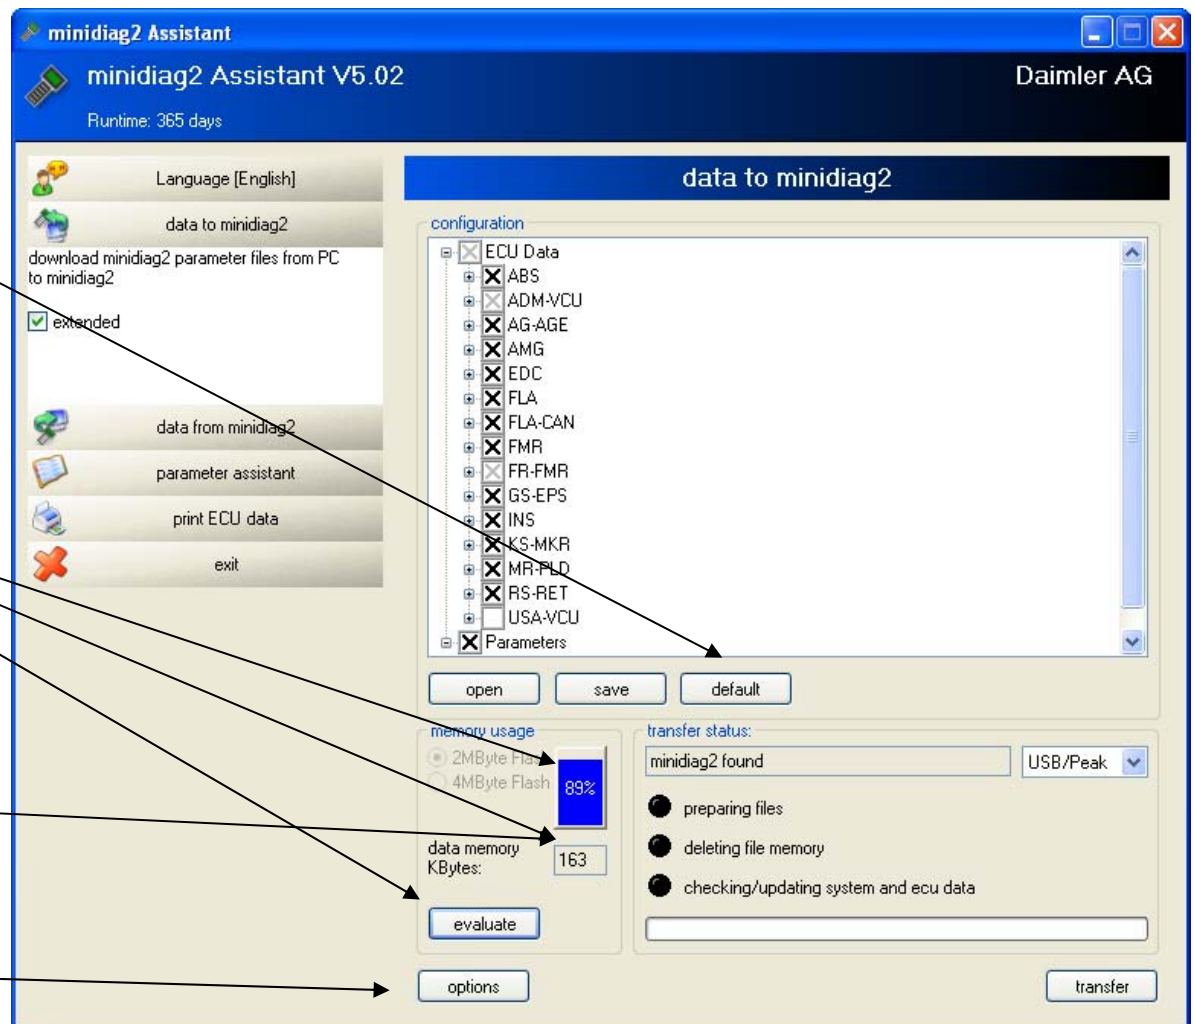 minidiag2 Assistant
minidiag2 Assistant V5.02
Daimler AG
Runtime: 365 days
Language [English]
data to minidiag2
download minidiag2 parameter files from PC
to minidiag2
extended
data from minidiag2
parameter assistant
print ECU data
exit
data to minidiag2
configuration
ECU Data
ABS
ADM-VCU
AG-AGE
AMG
EDC
FLA
FLA-CAN
FMR
FR-FMR
GS-EPS
INS
KS-MKR
MR-PLD
RS-RET
USA-VCU
Parameters
open
save
default
memory usage
2MByte Flash
4MByte Flash
89%
data memory
KBytes:
163
evaluate
transfer status:
minidiag2 found
USB/Peak
preparing files
deleting file memory
checking/updating system and ecu data
options
transfer